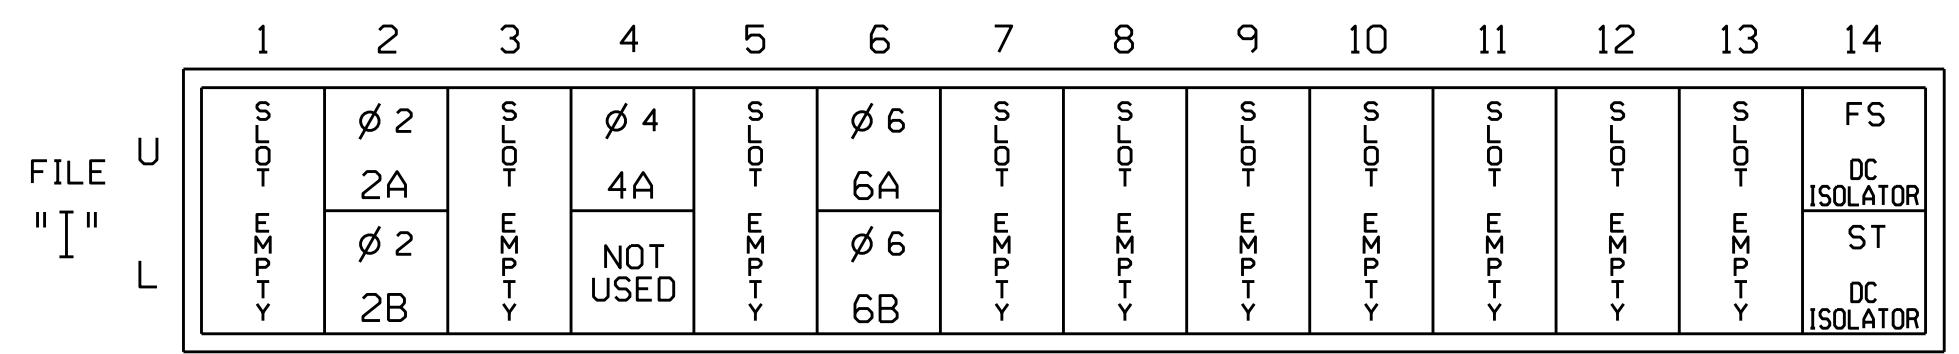 1 2 3 4 5 6 7 8 9 10 11 12 13 14
FILE "I"
U
L
SLOT EMPTY
Ø 2
2A
Ø 2
2B
SLOT EMPTY
Ø 4
4A
NOT
USED
SLOT EMPTY
Ø 6
6A
Ø 6
6B
SLOT EMPTY
SLOT EMPTY
SLOT EMPTY
SLOT EMPTY
SLOT EMPTY
SLOT EMPTY
SLOT EMPTY
FS
DC
ISOLATOR
ST
DC
ISOLATOR